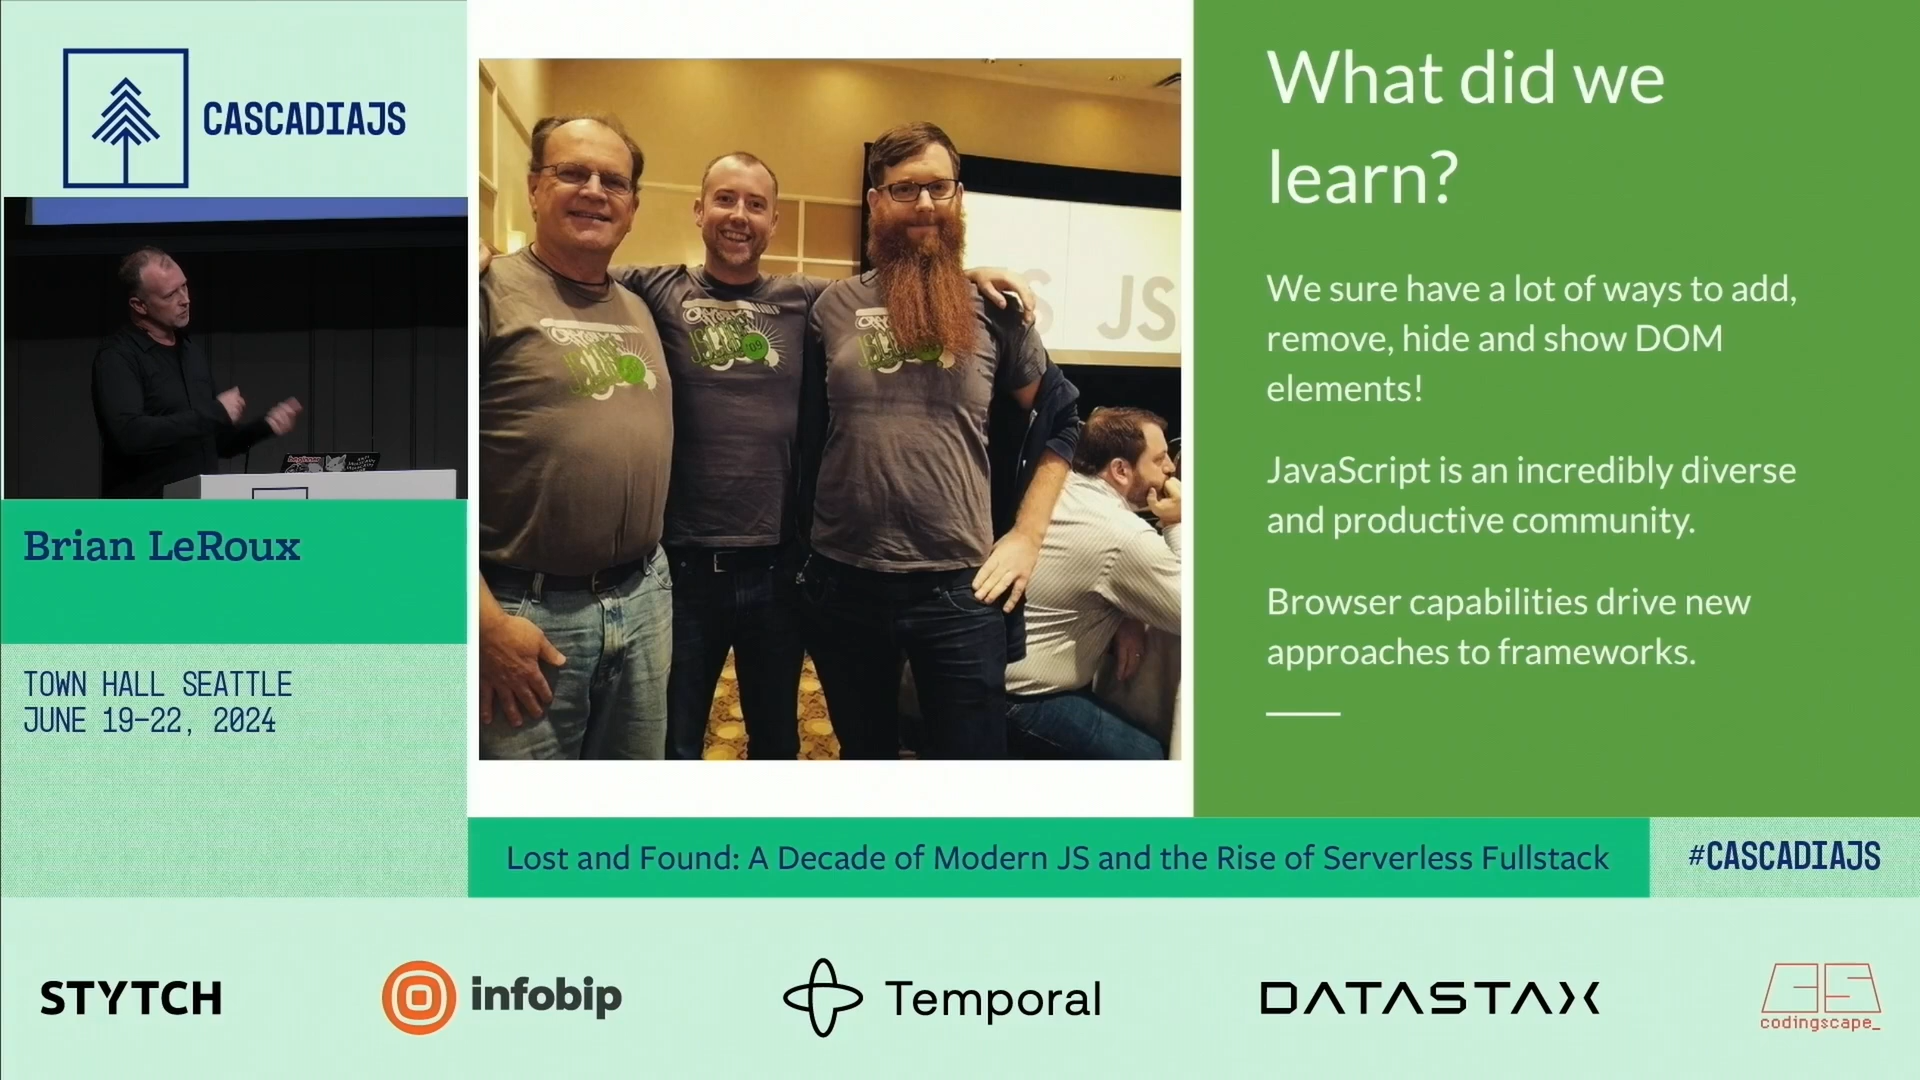 CASCADIAJS
Brian LeRoux
TOWN HALL SEATTLE
JUNE 19-22, 2024
JS
What did we
learn?
We sure have a lot of ways to add,
remove, hide and show DOM
elements!
JavaScript is an incredibly diverse
and productive community.
Browser capabilities drive new
approaches to frameworks.
Lost and Found: A Decade of Modern JS and the Rise of Serverless Fullstack
#CASCADIAJS
STYTCH
infobip
Temporal
DATASTAX
codingscape_